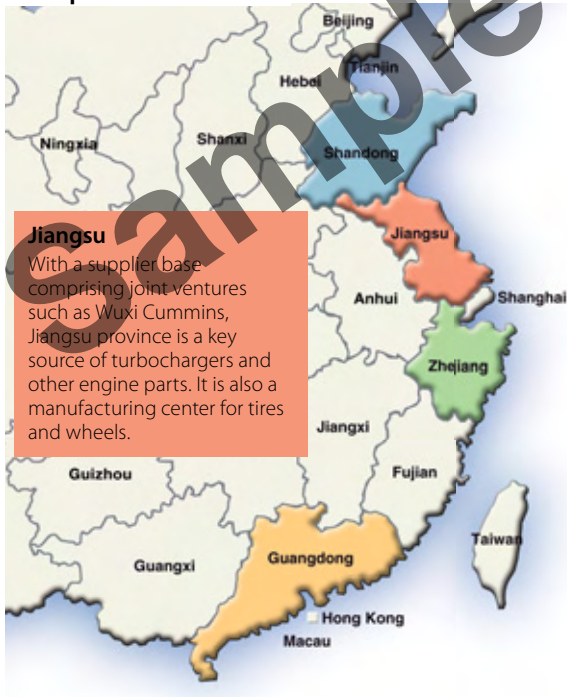 Beijing
Tianjin
Hebei
Ningxia
Shanxi
Shandong
Sample
Jiangsu
With a supplier base
comprising joint ventures
such as Wuxi Cummins,
Jiangsu province is a key
source of turbochargers and
other engine parts. It is also a
manufacturing center for tires
and wheels.
Jiangsu
Anhui
Shanghai
Zhejiang
Jiangxi
Guizhou
Fujian
Taiwan
Guangxi
Guangdong
Hong Kong
Macau